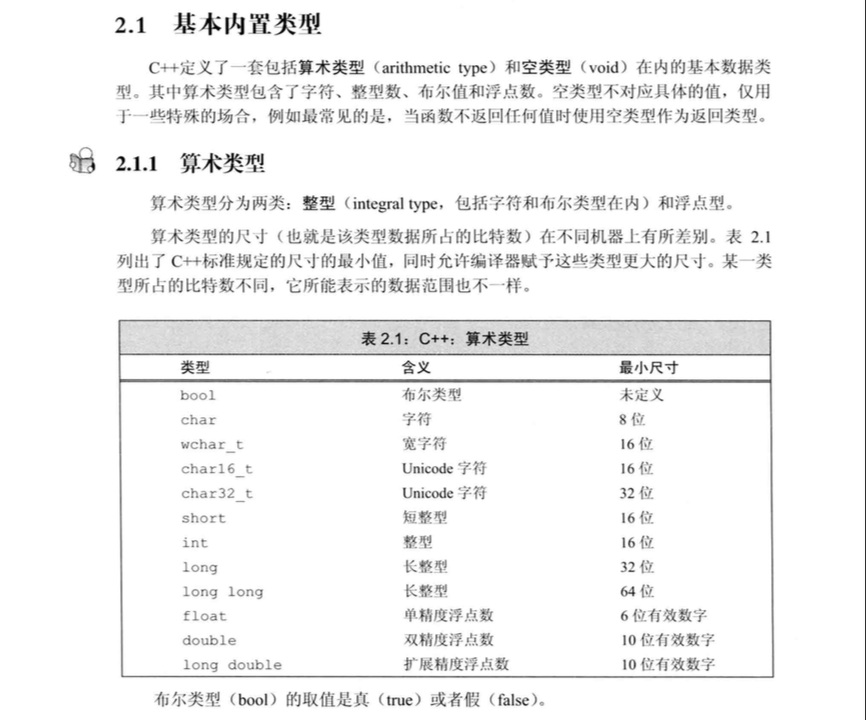 2.1 基本内置类型
C++定义了一套包括算术类型（arithmetic type）和空类型（void）在内的基本数据类
型。其中算术类型包含了字符、整型数、布尔值和浮点数。空类型不对应具体的值，仅用
于一些特殊的场合，例如最常见的是，当函数不返回任何值时使用空类型作为返回类型。
2.1.1 算术类型
算术类型分为两类：整型（integral type，包括字符和布尔类型在内）和浮点型。
算术类型的尺寸（也就是该类型数据所占的比特数）在不同机器上有所差别。表 2.1
列出了 C++标准规定的尺寸的最小值，同时允许编译器赋予这些类型更大的尺寸。某一类
型所占的比特数不同，它所能表示的数据范围也不一样。
表 2.1：C++：算术类型
类型 含义 最小尺寸
bool 布尔类型 未定义
char 字符 8 位
wchar_t 宽字符 16 位
char16_t Unicode 字符 16 位
char32_t Unicode 字符 32 位
short 短整型 16 位
int 整型 16 位
long 长整型 32 位
long long 长整型 64 位
float 单精度浮点数 6 位有效数字
double 双精度浮点数 10 位有效数字
long double 扩展精度浮点数 10 位有效数字
布尔类型（bool）的取值是真（true）或者假（false）。